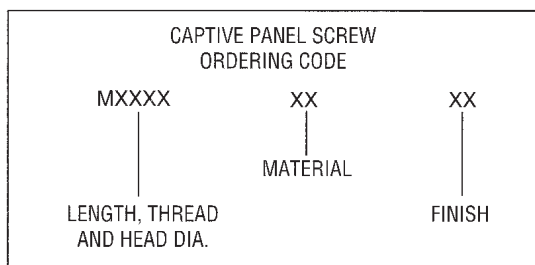 CAPTIVE PANEL SCREW
ORDERING CODE
MXXXX XX XX
MATERIAL
LENGTH, THREAD
AND HEAD DIA.
FINISH